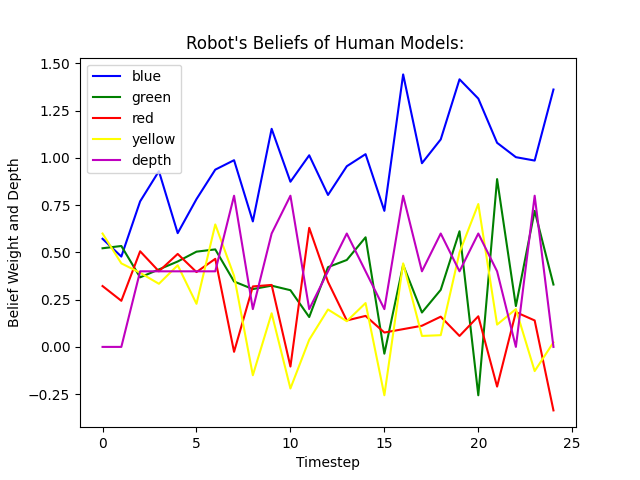 Robot's Beliefs of Human Models:
1.50
1.25
1.00
0.75
0.50
0.25
0.00
−0.25
Belief Weight and Depth
blue
green
red
yellow
depth
0 5 10 15 20 25
Timestep